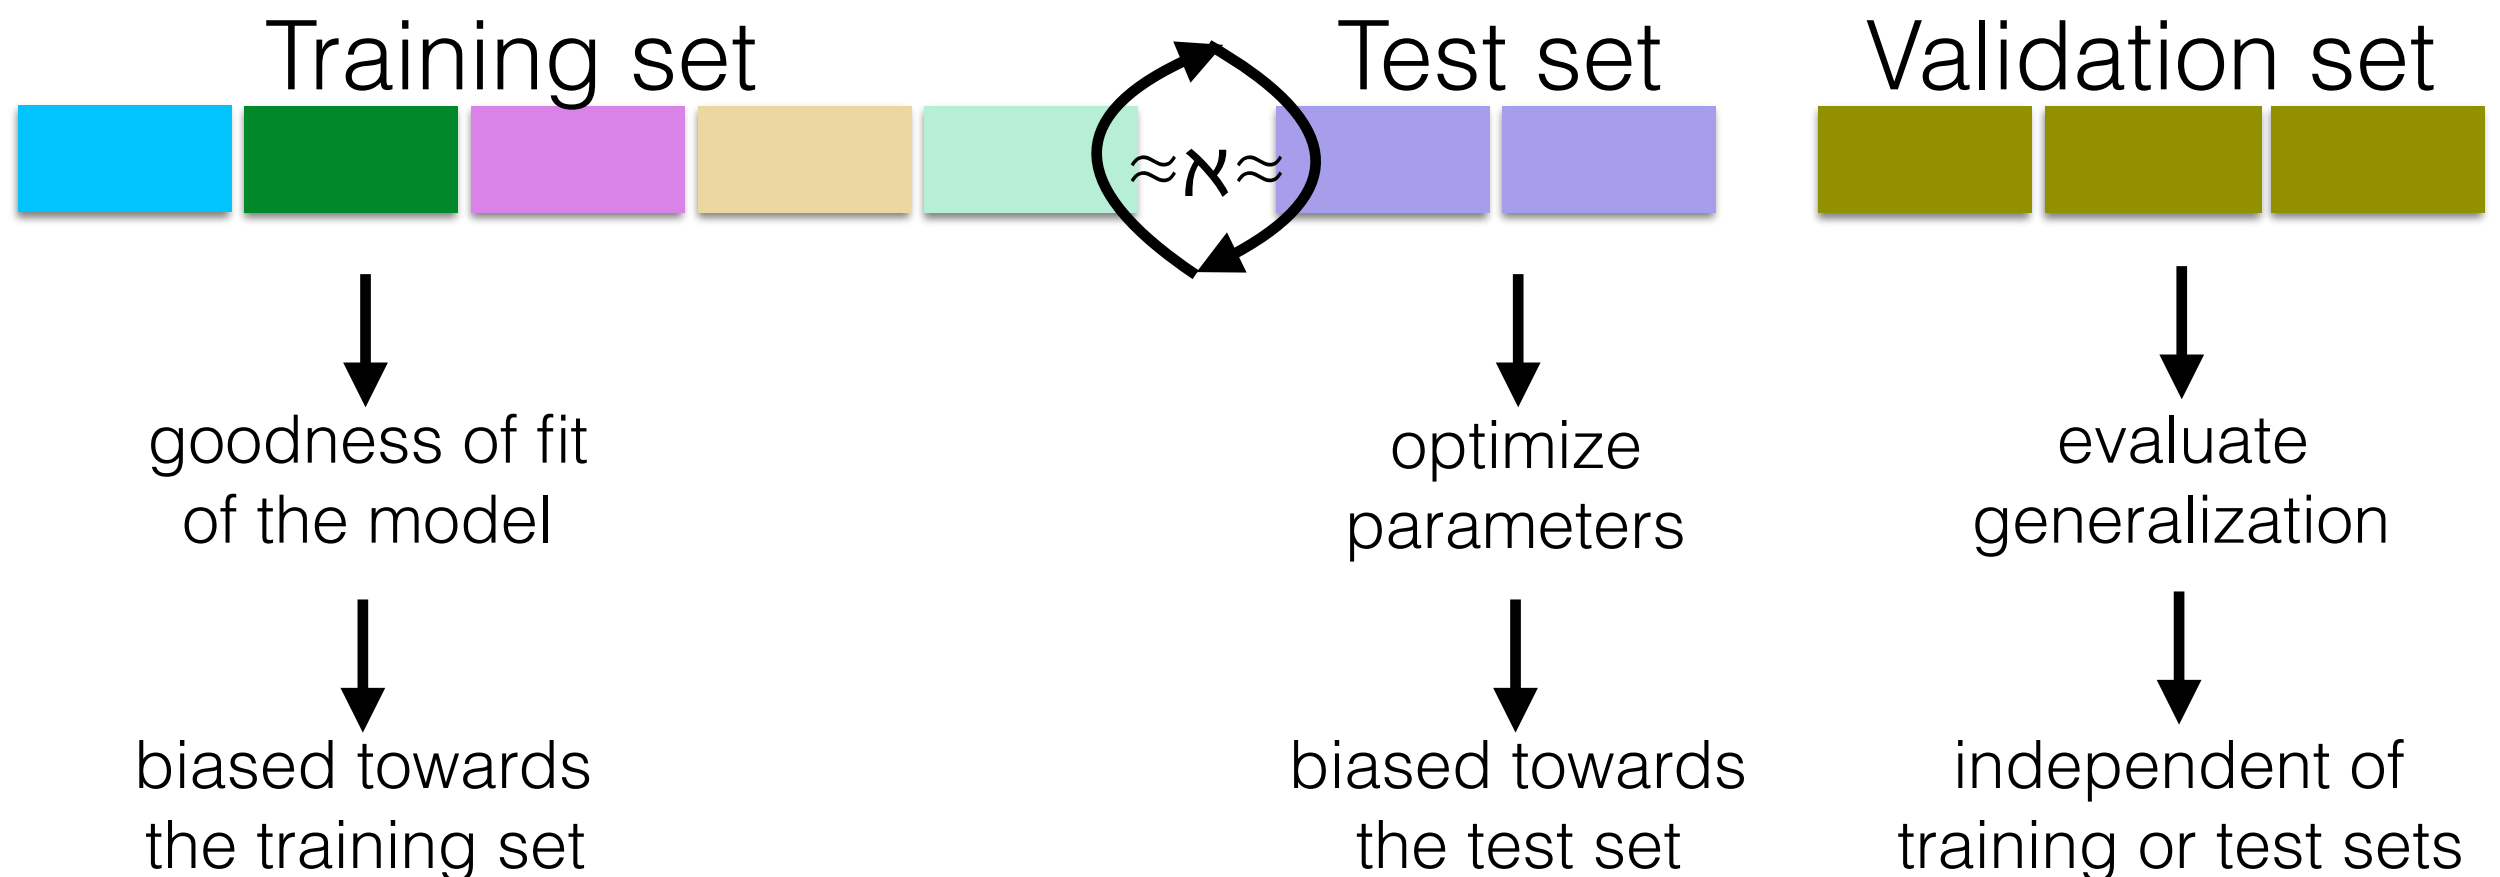 Training set
Test set
Validation set
≈א≈
goodness of fit
of the model
optimize
parameters
evaluate
generalization
biased towards
the training set
biased towards
the test set
independent of
training or test sets